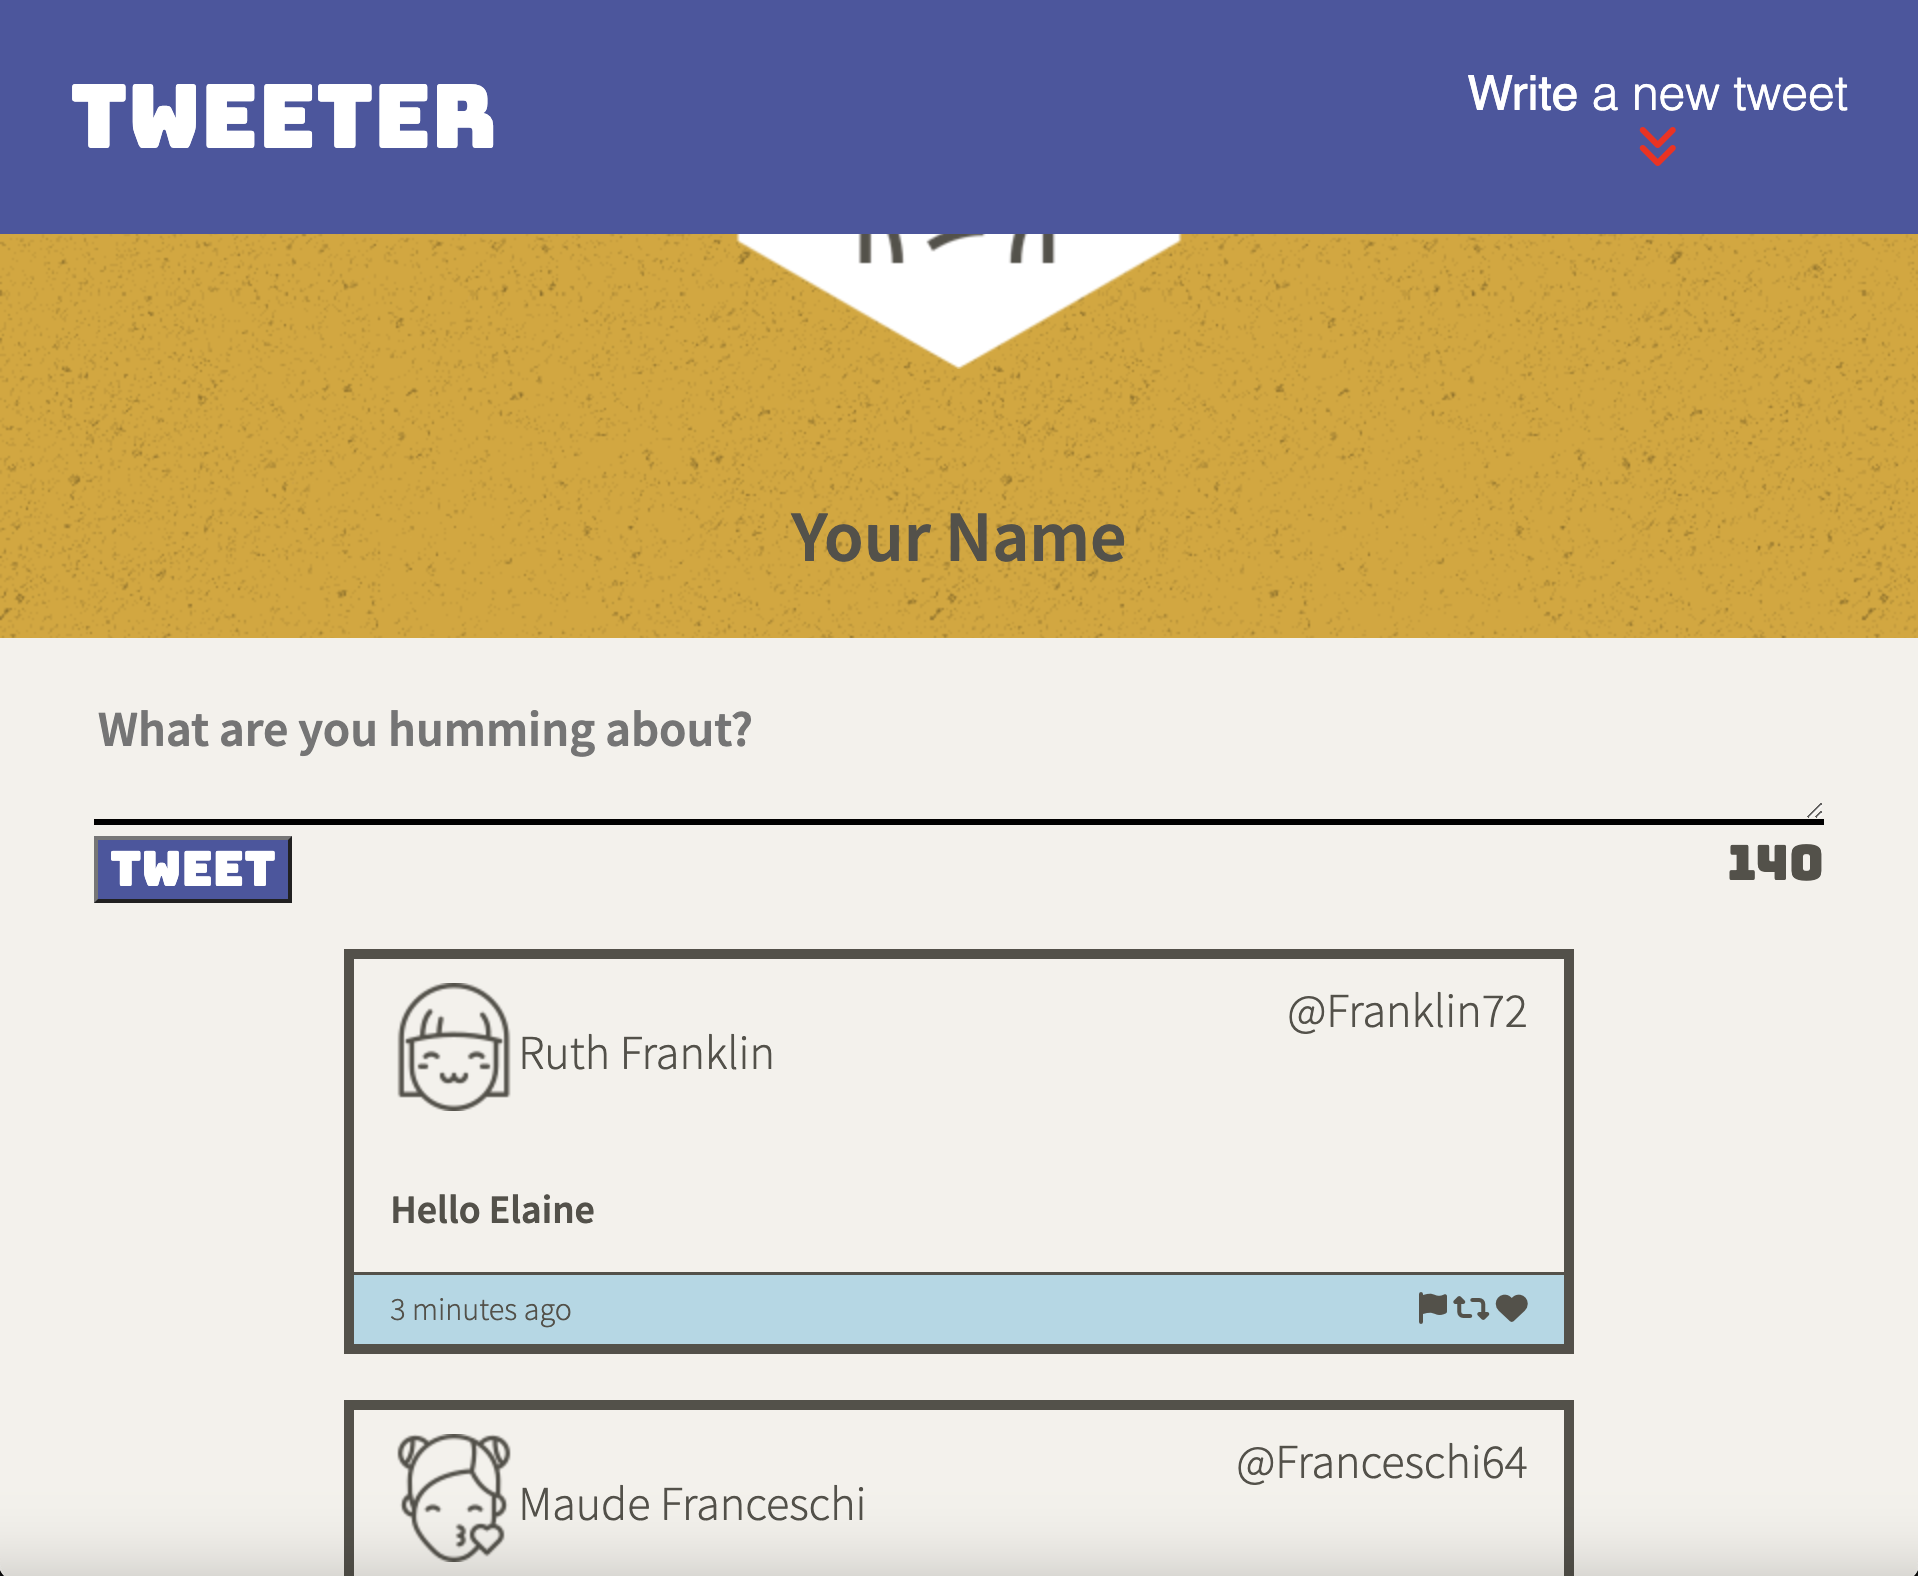 TWEETER
Write a new tweet
Your Name
What are you humming about?
TWEET
140
Ruth Franklin
@Franklin72
Hello Elaine
3 minutes ago
Maude Franceschi
@Franceschi64